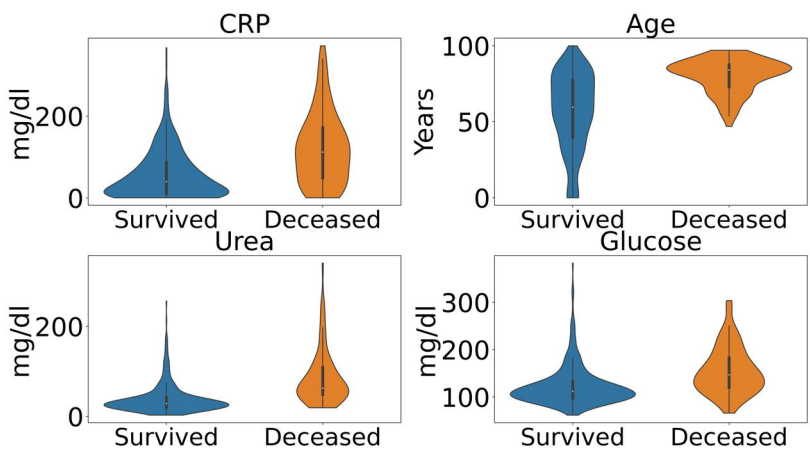 CRP
mg/dl
200
0
Survived
Deceased
Age
Years
100
50
0
Survived
Deceased
Urea
mg/dl
200
0
Survived
Deceased
Glucose
mg/dl
300
200
100
Survived
Deceased